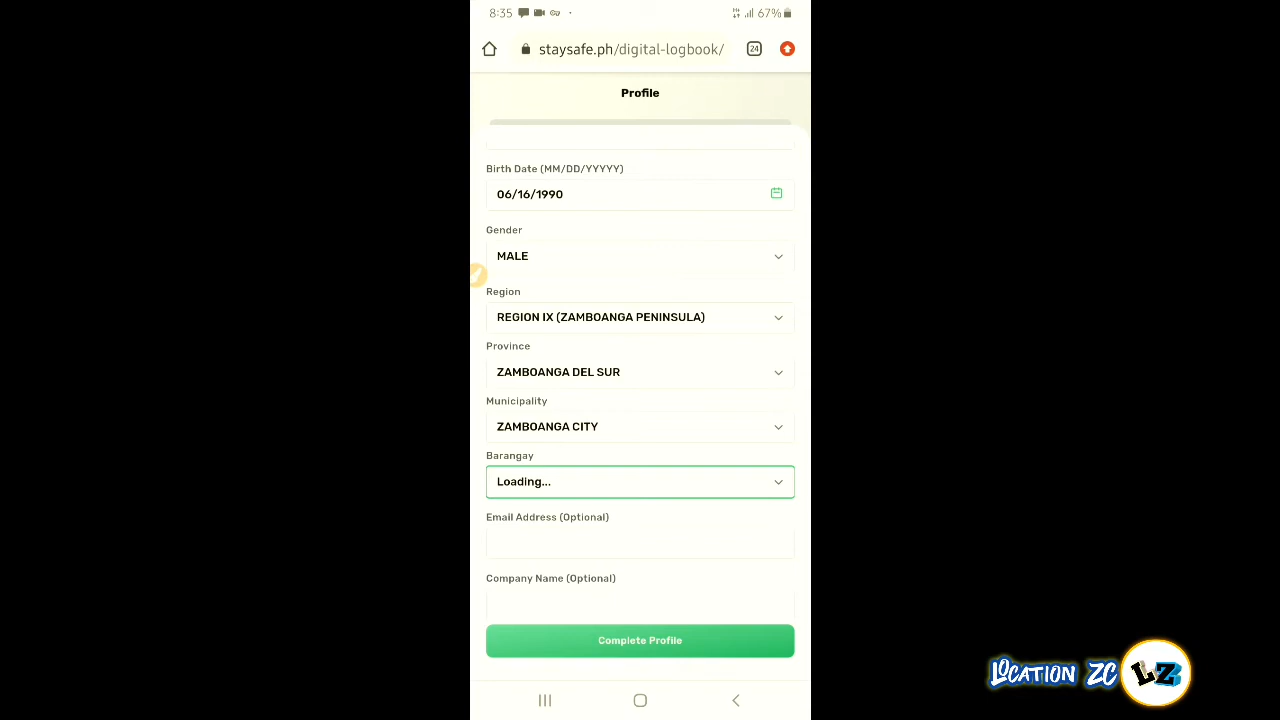 8:35
67%
staysafe.ph/digital-logbook/
24
Profile
Birth Date (MM/DD/YYYYY)
06/16/1990
Gender
MALE
Region
REGION IX (ZAMBOANGA PENINSULA)
Province
ZAMBOANGA DEL SUR
Municipality
ZAMBOANGA CITY
Barangay
Loading...
Email Address (Optional)
Company Name (Optional)
Complete Profile
LOCATION ZC LZ